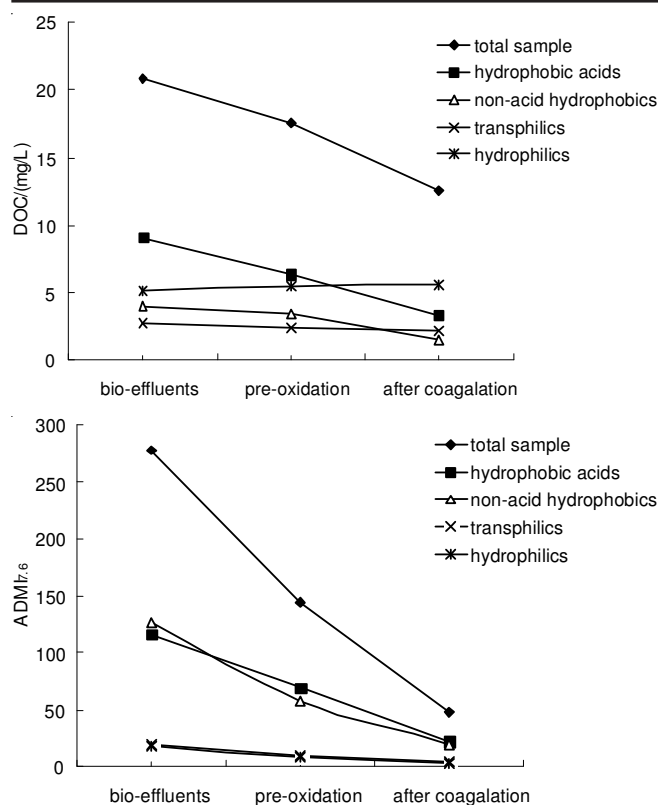 25
20
15
10
5
0
DOC/(mg/L)
total sample
hydrophobic acids
non-acid hydrophobics
transphilics
hydrophilics
bio-effluents pre-oxidation after coagalation
300
250
200
150
100
50
0
ADMI7.6
total sample
hydrophobic acids
non-acid hydrophobics
transphilics
hydrophilics
bio-effluents pre-oxidation after coagalation